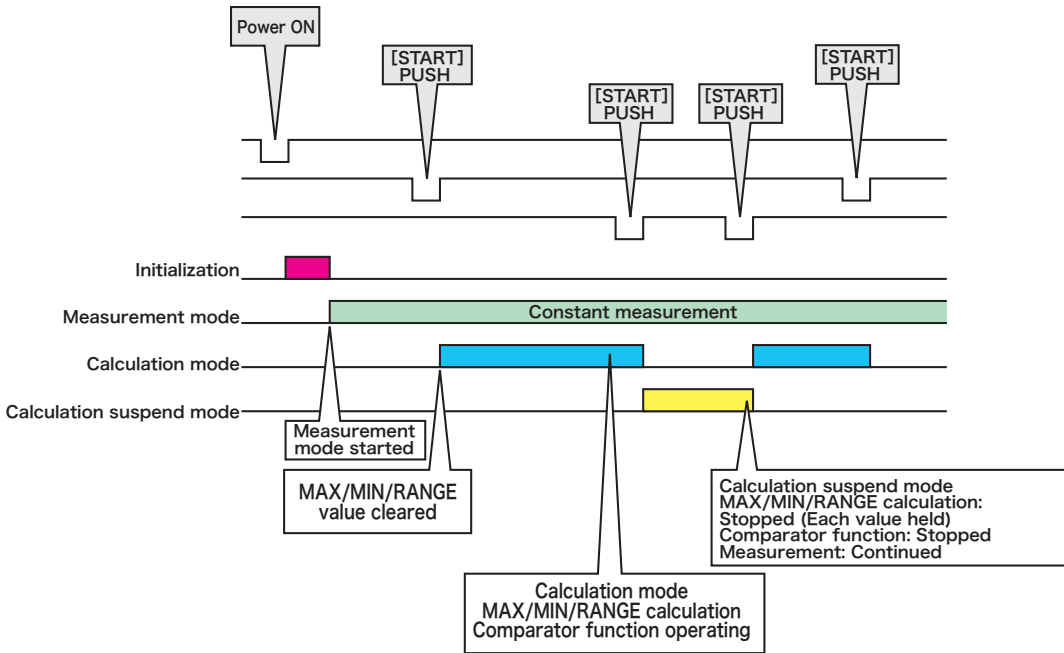 Power ON
[START]
PUSH
[START]
PUSH
[START]
PUSH
[START]
PUSH
Initialization
Measurement mode
Constant measurement
Calculation mode
Calculation suspend mode
Measurement
mode started
MAX/MIN/RANGE
value cleared
Calculation suspend mode
MAX/MIN/RANGE calculation:
Stopped (Each value held)
Comparator function: Stopped
Measurement: Continued
Calculation mode
MAX/MIN/RANGE calculation
Comparator function operating